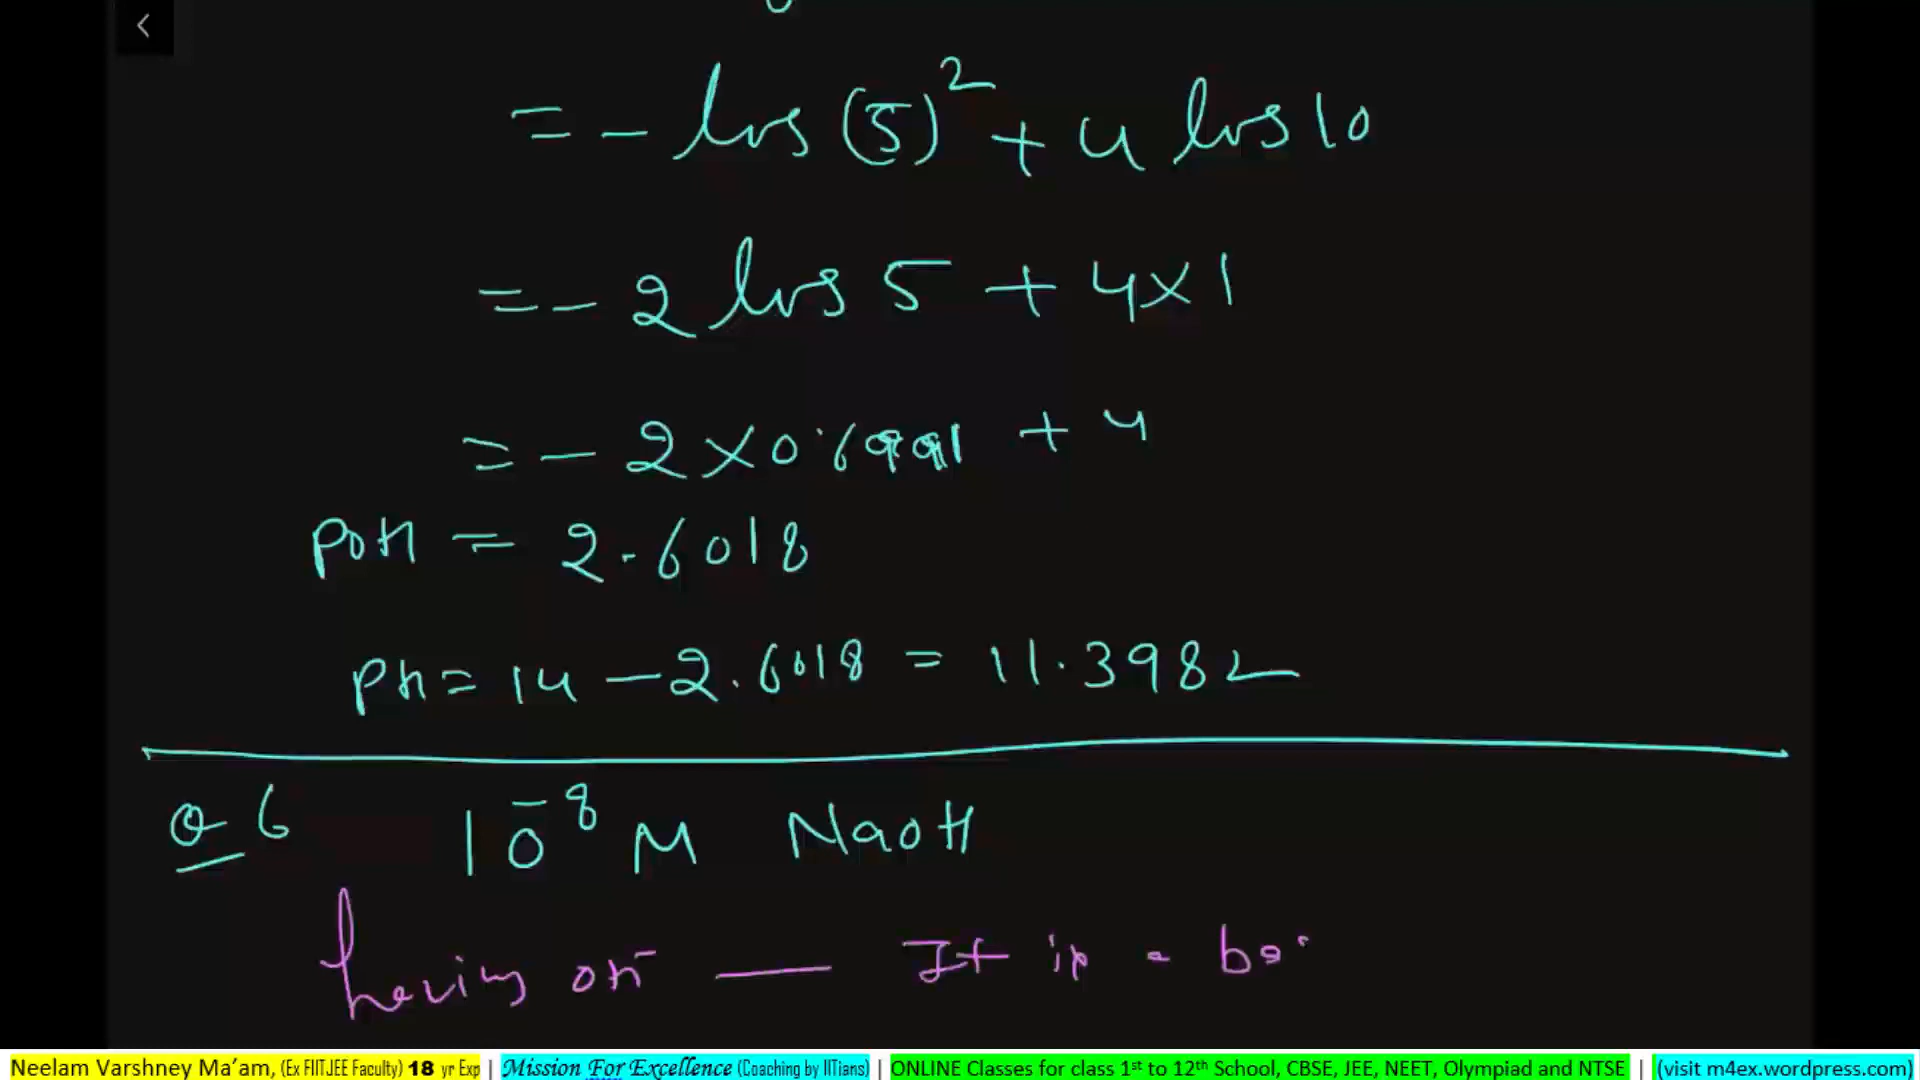 = - log (5)² + 4 log 10
= - 2 log 5 + 4 x 1
= - 2 x 0.6991 + 4
POH = 2.6018
PH = 14 - 2.6018 = 11.3982
Q 6 10⁻⁸ M NaOH
having OH⁻ — It is a
Neelam Varshney Ma'am, (Ex FIITJEE Faculty) 18 yr Exp | Mission For Excellence (Coaching by IITians) | ONLINE Classes for class 1st to 12th School, CBSE, JEE, NEET, Olympiad and NTSE | (visit m4ex.wordpress.com)